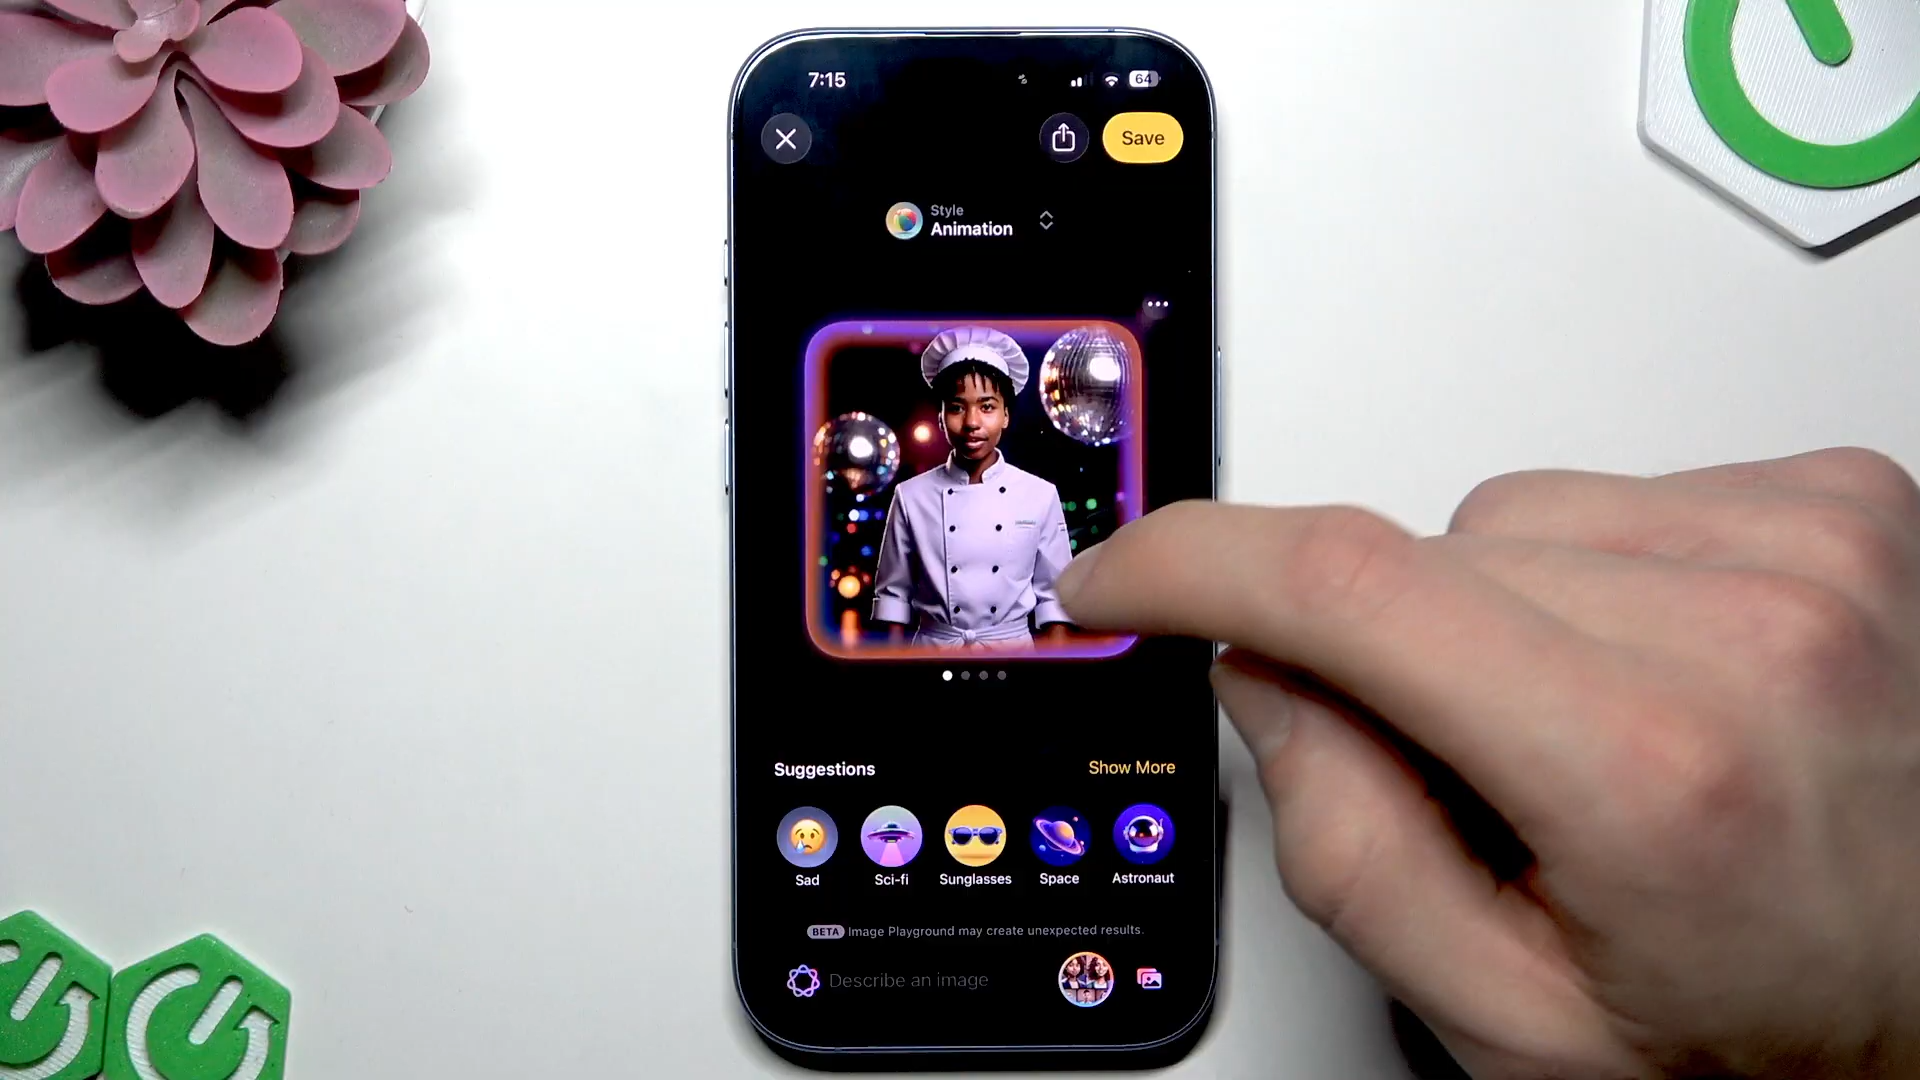 7:15
64
Save
Style
Animation
Suggestions
Show More
Sad
Sci-fi
Sunglasses
Space
Astronaut
BETA Image Playground may create unexpected results.
Describe an image